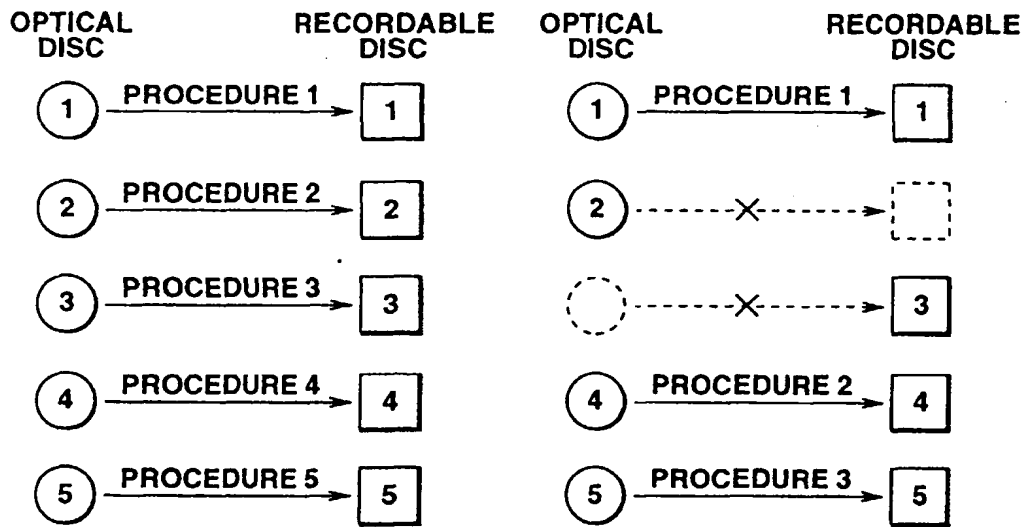 OPTICAL DISC
RECORDABLE DISC
1 PROCEDURE 1 1
2 PROCEDURE 2 2
3 PROCEDURE 3 3
4 PROCEDURE 4 4
5 PROCEDURE 5 5
OPTICAL DISC
RECORDABLE DISC
1 PROCEDURE 1 1
2
3
4 PROCEDURE 2 4
5 PROCEDURE 3 5